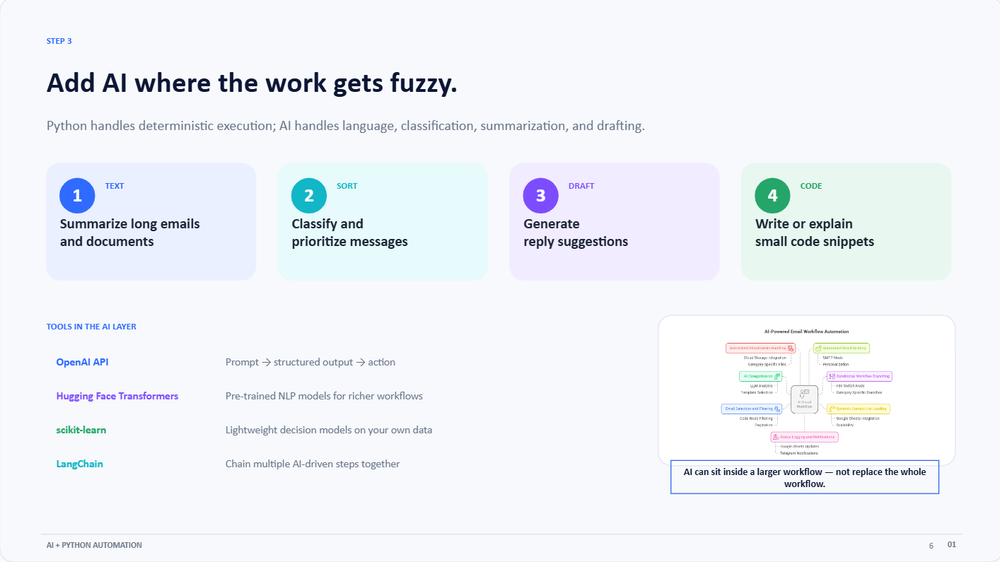 STEP 3
Add AI where the work gets fuzzy.
Python handles deterministic execution; AI handles language, classification, summarization, and drafting.
1
TEXT
Summarize long emails
and documents
2
SORT
Classify and
prioritize messages
3
DRAFT
Generate
reply suggestions
4
CODE
Write or explain
small code snippets
TOOLS IN THE AI LAYER
OpenAI API
Prompt → structured output → action
Hugging Face Transformers
Pre-trained NLP models for richer workflows
scikit-learn
Lightweight decision models on your own data
LangChain
Chain multiple AI-driven steps together
AI-Powered Email Workflow Automation
Automated Attachments Handling
Cloud Storage Integration
Category-Specific Files
Automated Email Sending
SMTP Node
Personalization
AI Categorization
LLM Analysis
Template Selection
Conditional Workflow Branching
n8n Switch Node
Category-Specific Branches
AI Email
Workflow
Email Selection and Filtering
Code Node Filtering
Pagination
Dynamic Contact List Loading
Google Sheets Integration
Scalability
Status Logging and Notifications
Google Sheets Updates
Telegram Notifications
AI can sit inside a larger workflow — not replace the whole
workflow.
AI + PYTHON AUTOMATION
6
01